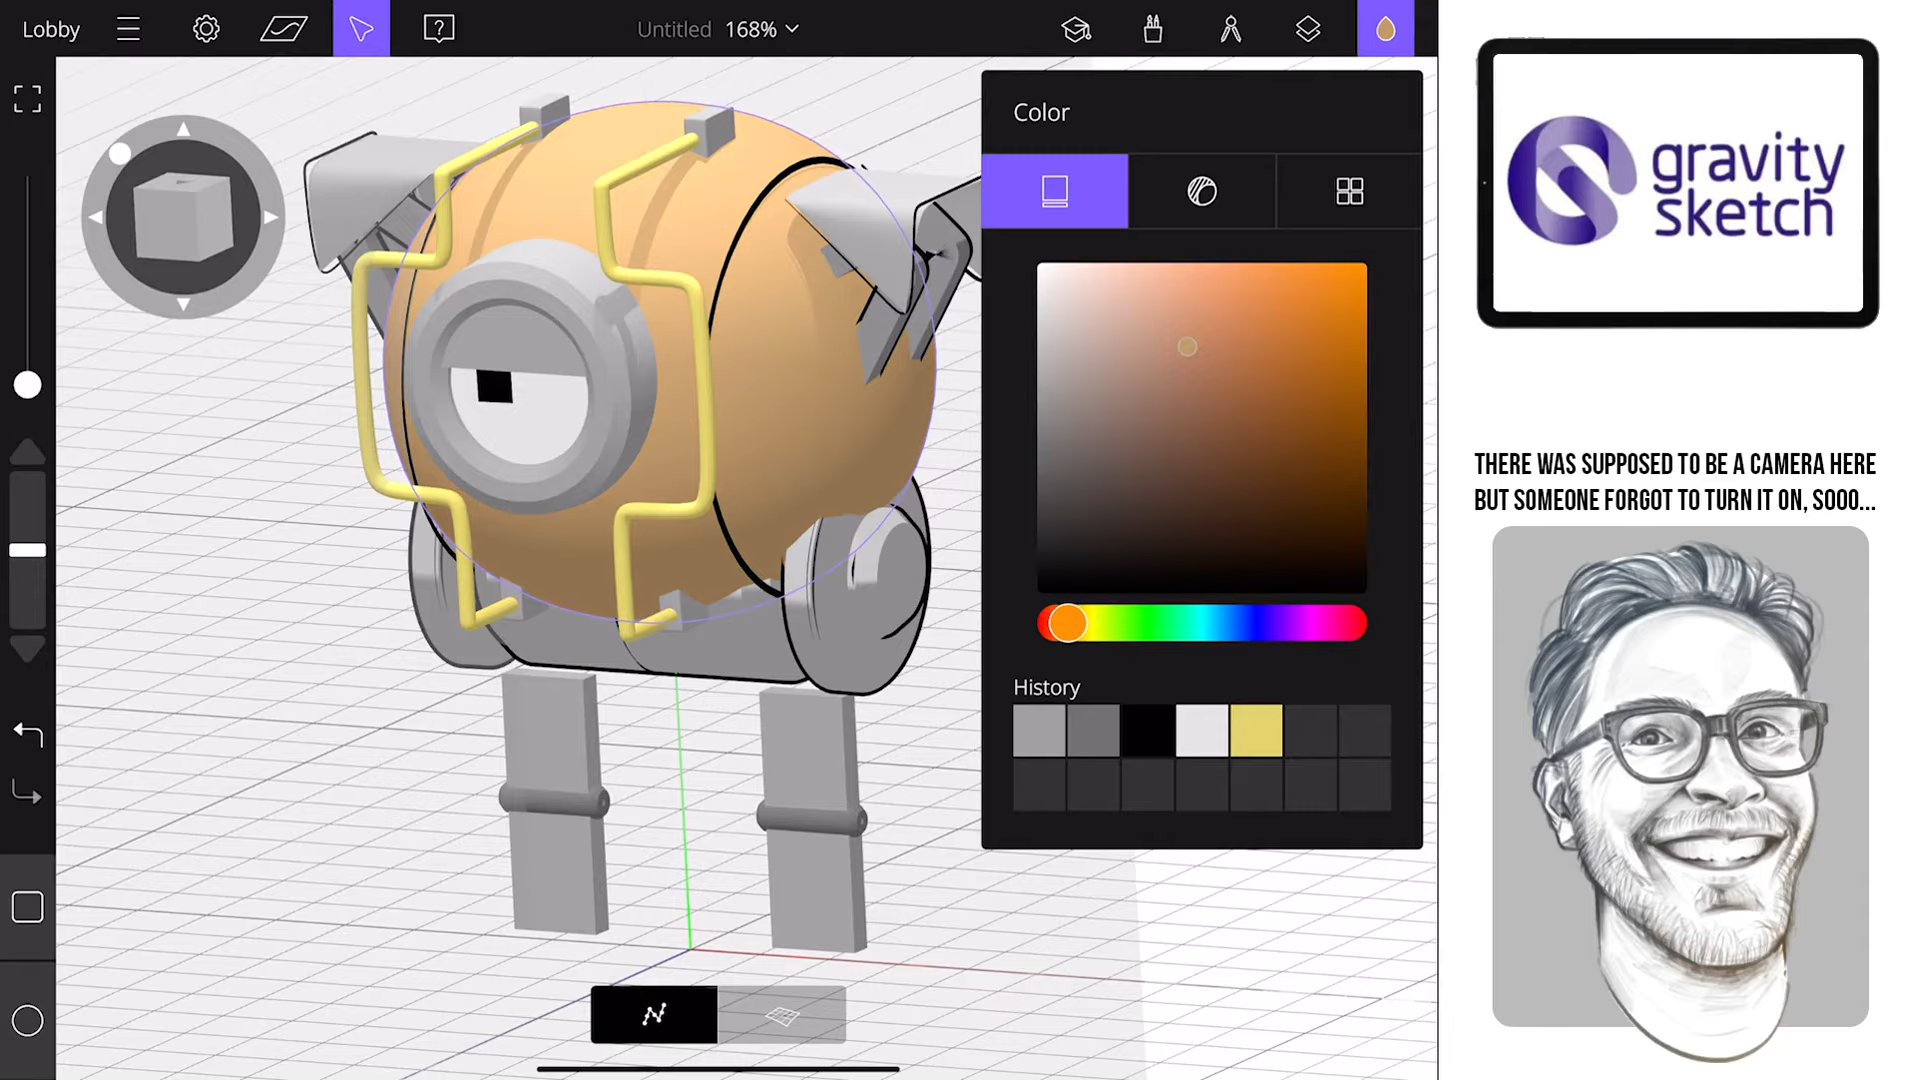 Lobby
Untitled 168%
Color
History
gravity
sketch
THERE WAS SUPPOSED TO BE A CAMERA HERE
BUT SOMEONE FORGOT TO TURN IT ON, SOOO...